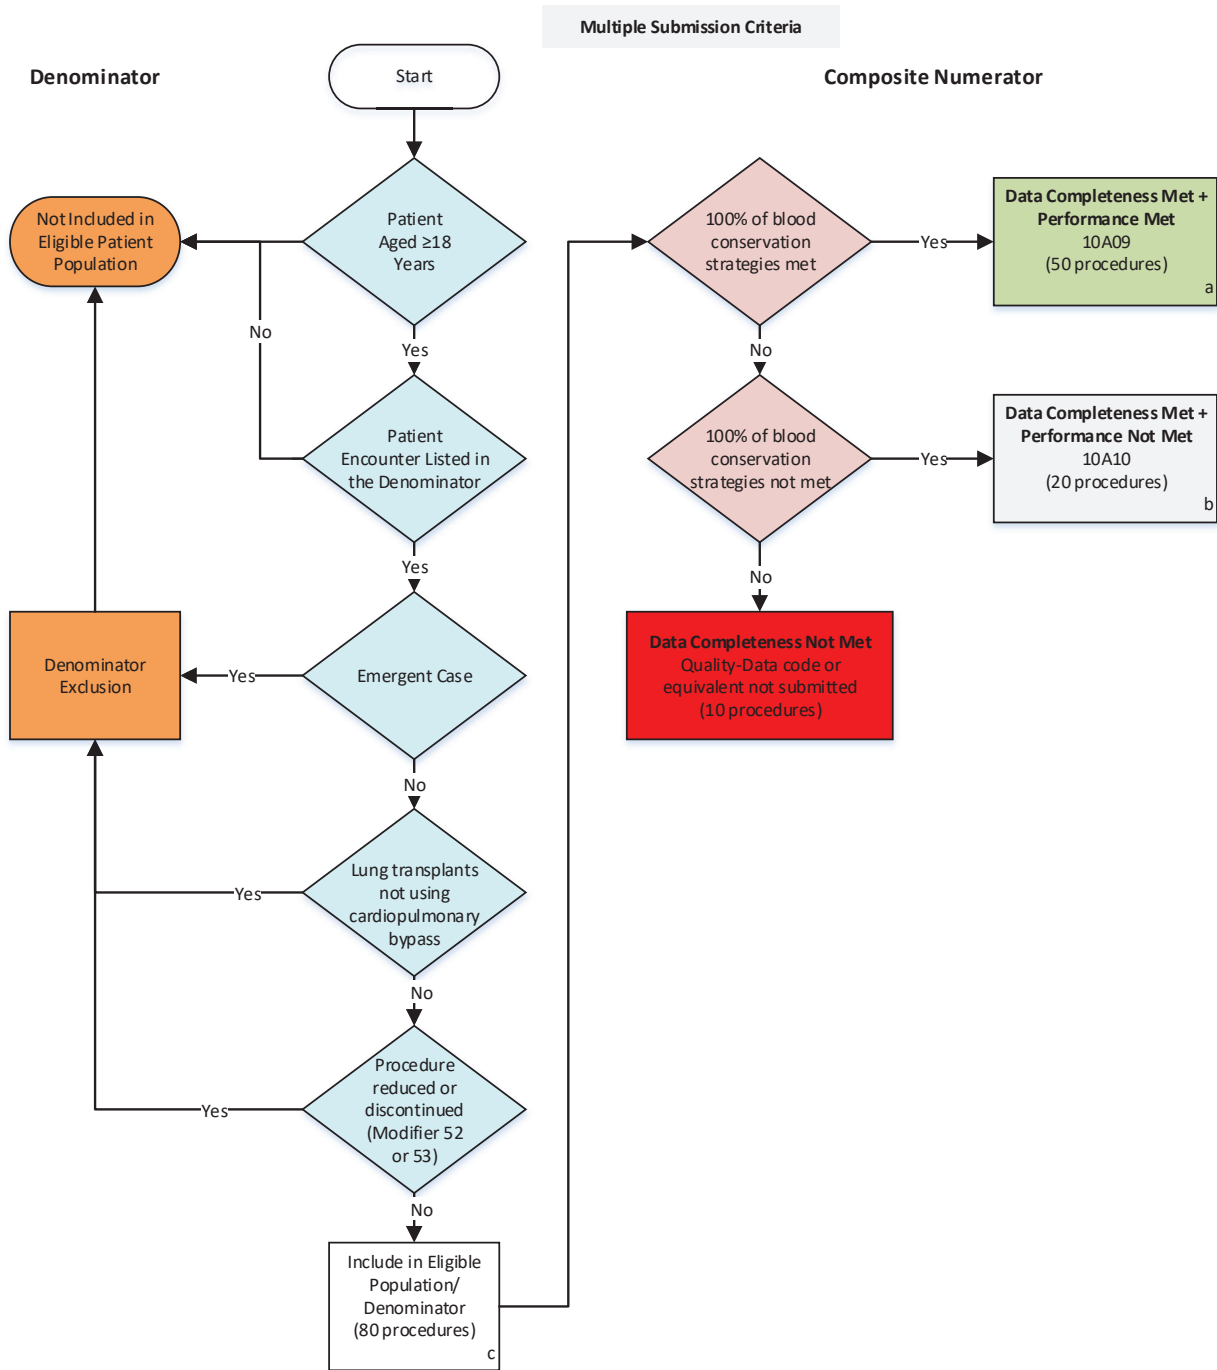 Multiple Submission Criteria
Denominator
Start
Composite Numerator
Patient
Aged ≥18
Years
Not Included in
Eligible Patient
Population
No
Yes
Patient
Encounter Listed in
the Denominator
Yes
Emergent Case
Yes
Denominator
Exclusion
No
Lung transplants
not using
cardiopulmonary
bypass
Yes
No
Procedure
reduced or
discontinued
(Modifier 52
or 53)
Yes
No
Include in Eligible
Population/
Denominator
(80 procedures)
c
100% of blood
conservation
strategies met
Yes
Data Completeness Met +
Performance Met
10A09
(50 procedures)
a
No
100% of blood
conservation
strategies not met
Yes
Data Completeness Met +
Performance Not Met
10A10
(20 procedures)
b
No
Data Completeness Not Met
Quality-Data code or
equivalent not submitted
(10 procedures)